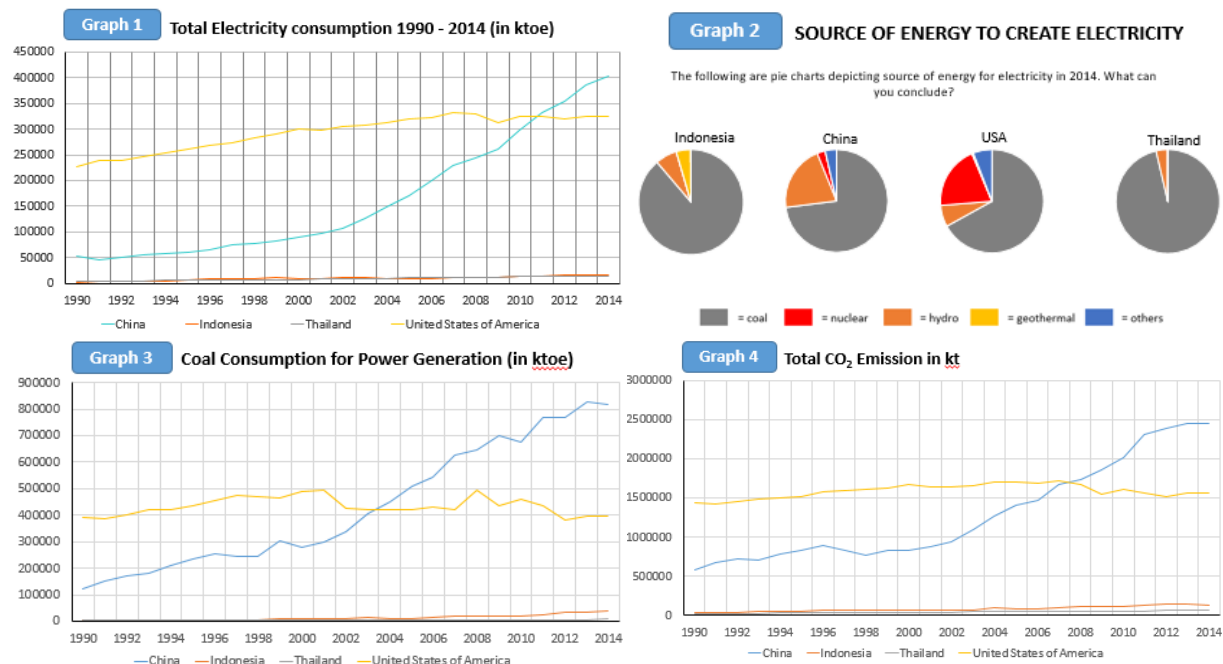 Graph 1
Total Electricity consumption 1990 - 2014 (in ktoe)
450000
400000
350000
300000
250000
200000
150000
100000
50000
0
1990 1992 1994 1996 1998 2000 2002 2004 2006 2008 2010 2012 2014
China Indonesia Thailand United States of America
Graph 2
SOURCE OF ENERGY TO CREATE ELECTRICITY
The following are pie charts depicting source of energy for electricity in 2014. What can
you conclude?
Indonesia China USA Thailand
= coal = nuclear = hydro = geothermal = others
Graph 3
Coal Consumption for Power Generation (in ktoe)
900000
800000
700000
600000
500000
400000
300000
200000
100000
0
1990 1992 1994 1996 1998 2000 2002 2004 2006 2008 2010 2012 2014
China Indonesia Thailand United States of America
Graph 4
Total CO₂ Emission in kt
3000000
2500000
2000000
1500000
1000000
500000
0
1990 1992 1994 1996 1998 2000 2002 2004 2006 2008 2010 2012 2014
China Indonesia Thailand United States of America